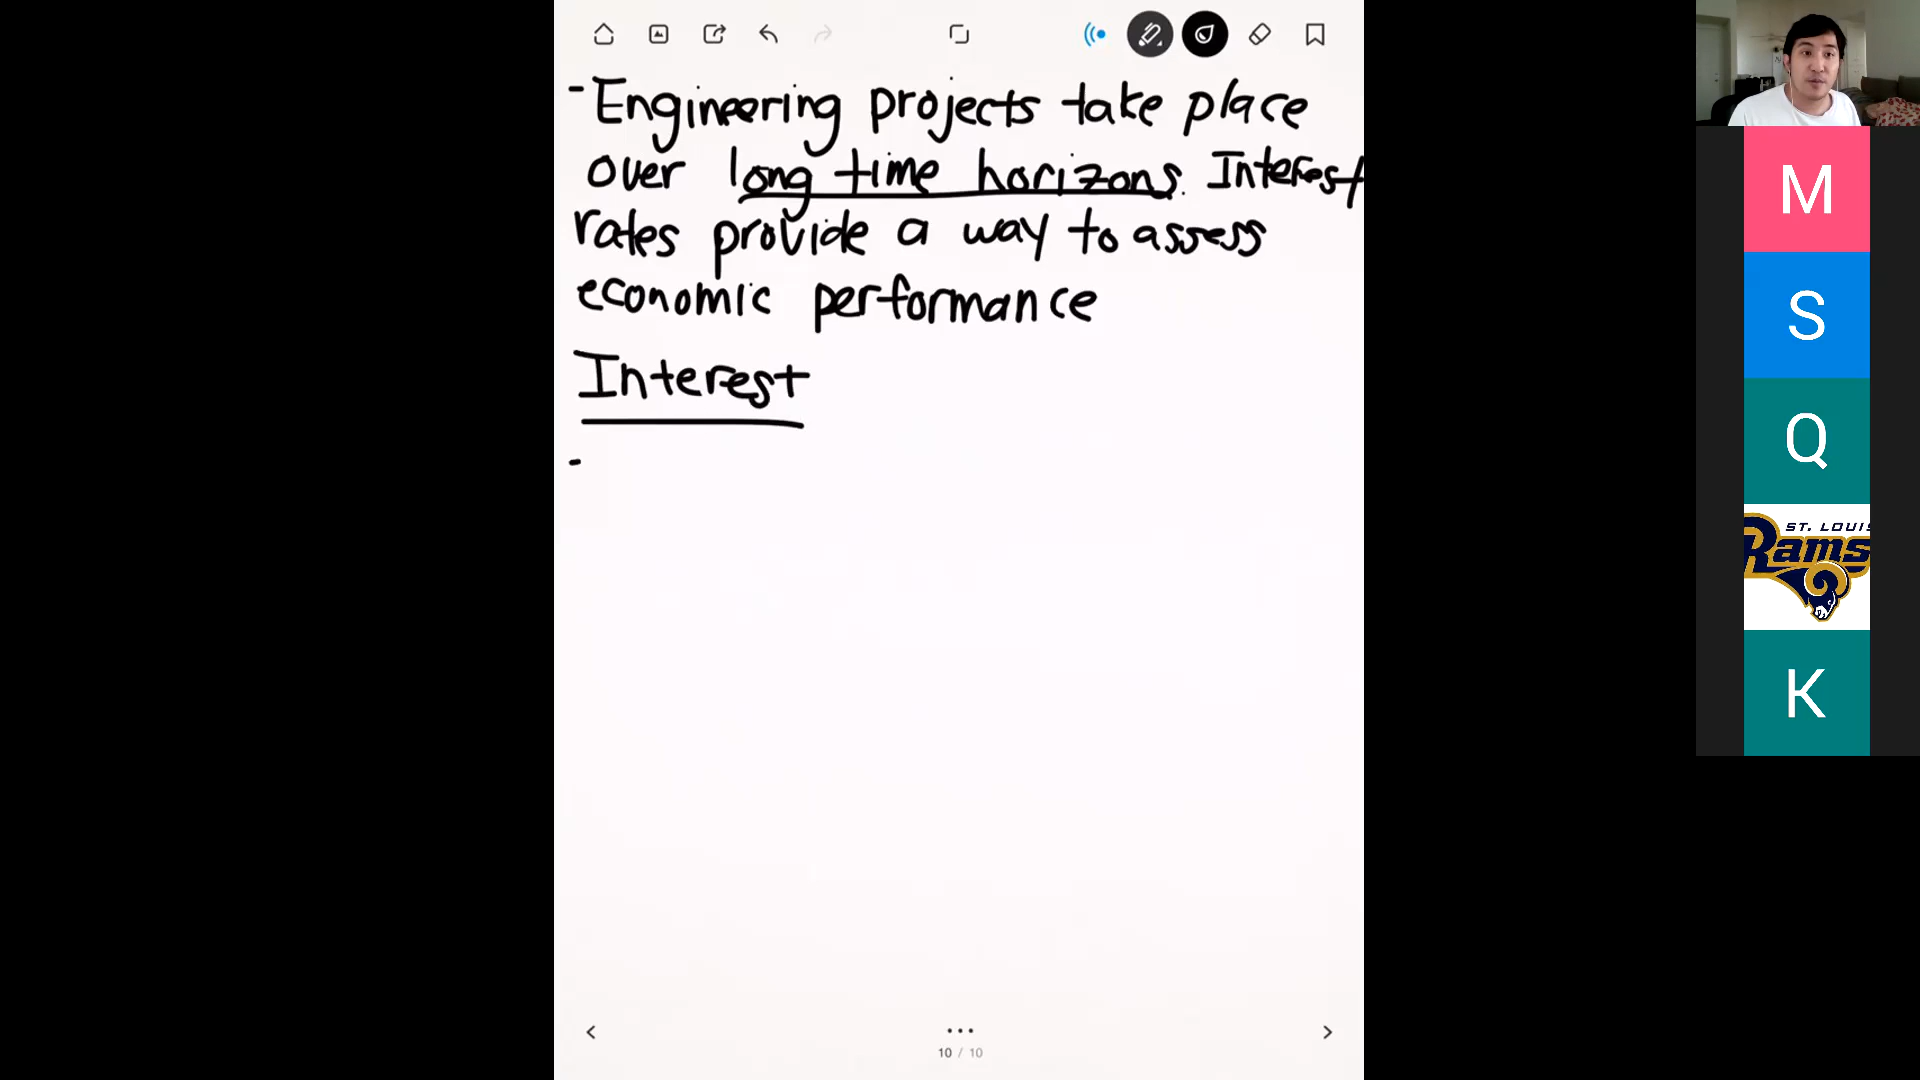 - Engineering projects take place
over long time horizons. Interest
rates provide a way to assess
economic performance
Interest
-
10 / 10
M
S
Q
ST. LOUIS
Rams
K